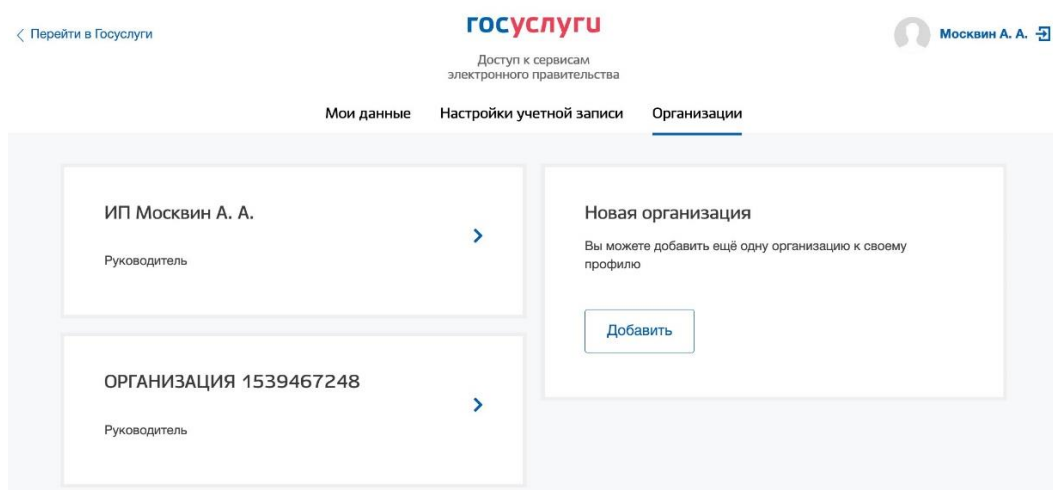 Перейти в Госуслуги
госуслуги
Москвин А. А.
Доступ к сервисам
электронного правительства
Мои данные Настройки учетной записи Организации
ИП Москвин А. А.
Руководитель
Новая организация
Вы можете добавить ещё одну организацию к своему
профилю
Добавить
ОРГАНИЗАЦИЯ 1539467248
Руководитель